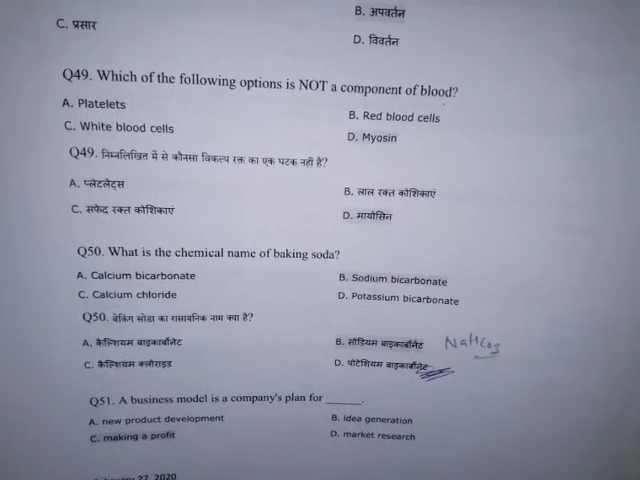 B. अपवर्तन
C. प्रसार
D. विवर्तन
Q49. Which of the following options is NOT a component of blood?
A. Platelets
B. Red blood cells
C. White blood cells
D. Myosin
Q49. निम्नलिखित में से कौनसा विकल्प रक्त का एक घटक नहीं है?
A. प्लेटलेट्स
B. लाल रक्त कोशिकाएं
C. सफेद रक्त कोशिकाएं
D. मायोसिन
Q50. What is the chemical name of baking soda?
A. Calcium bicarbonate
B. Sodium bicarbonate
C. Calcium chloride
D. Potassium bicarbonate
Q50. बेकिंग सोडा का रासायनिक नाम क्या है?
A. कैल्शियम बाइकार्बोनेट
B. सोडियम बाइकार्बोनेट NaHCO3
C. कैल्शियम क्लोराइड
D. पोटेशियम बाइकार्बोनेट
Q51. A business model is a company's plan for ______.
A. new product development
B. idea generation
C. making a profit
D. market research
27, 2020